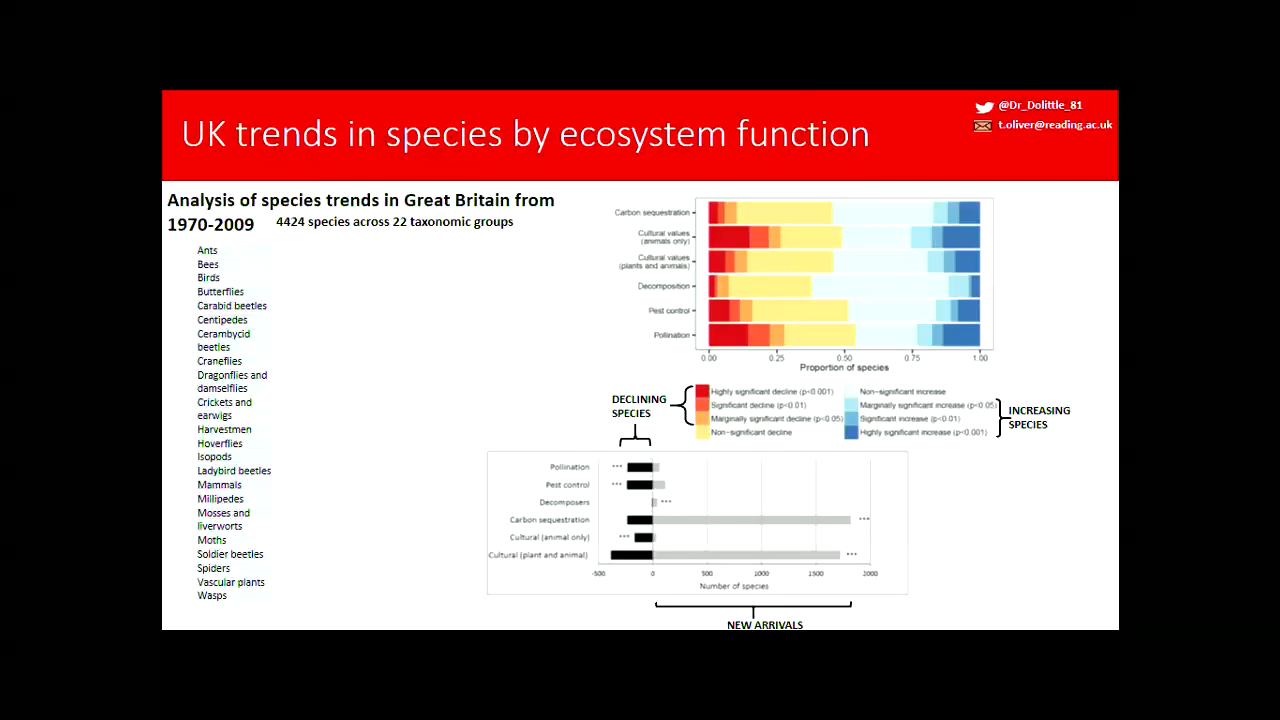 UK trends in species by ecosystem function
@Dr_Dolittle_81
t.oliver@reading.ac.uk
Analysis of species trends in Great Britain from
1970-2009
4424 species across 22 taxonomic groups
Ants
Bees
Birds
Butterflies
Carabid beetles
Centipedes
Cerambycid
beetles
Craneflies
Dragonflies and
damselflies
Crickets and
earwigs
Harvestmen
Hoverflies
Isopods
Ladybird beetles
Mammals
Millipedes
Mosses and
liverworts
Moths
Soldier beetles
Spiders
Vascular plants
Wasps
Carbon sequestration
Cultural values
(animals only)
Cultural values
(plants and animals)
Decomposition
Pest control
Pollination
0.00 0.25 0.50 0.75 1.00
Proportion of species
DECLINING
SPECIES
Highly significant decline (p<0.001)
Significant decline (p<0.01)
Marginally significant decline (p<0.05)
Non-significant decline
Non-significant increase
Marginally significant increase (p<0.05)
Significant increase (p<0.01)
Highly significant increase (p<0.001)
INCREASING
SPECIES
Pollination ***
Pest control ***
Decomposers ***
Carbon sequestration ***
Cultural (animal only) ***
Cultural (plant and animal) ***
-500 0 500 1000 1500 2000
Number of species
NEW ARRIVALS